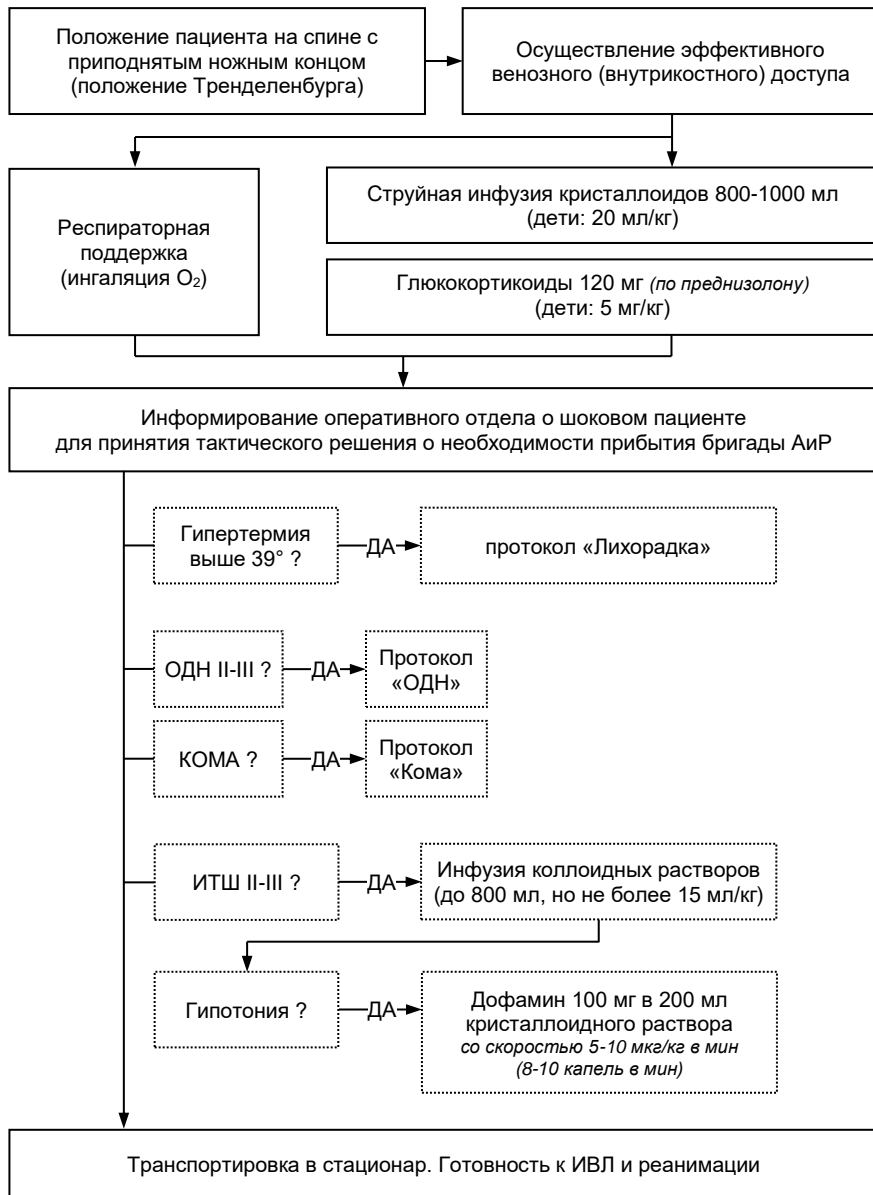 Положение пациента на спине с
приподнятым ножным концом
(положение Тренделенбурга)
Осуществление эффективного
венозного (внутрикостного) доступа
Респираторная
поддержка
(ингаляция O₂)
Струйная инфузия кристаллоидов 800-1000 мл
(дети: 20 мл/кг)
Глюкокортикоиды 120 мг (по преднизолону)
(дети: 5 мг/кг)
Информирование оперативного отдела о шоковом пациенте
для принятия тактического решения о необходимости прибытия бригады АиР
Гипертермия
выше 39° ?
ДА
протокол «Лихорадка»
ОДН II-III ?
ДА
Протокол
«ОДН»
КОМА ?
ДА
Протокол
«Кома»
ИТШ II-III ?
ДА
Инфузия коллоидных растворов
(до 800 мл, но не более 15 мл/кг)
Гипотония ?
ДА
Дофамин 100 мг в 200 мл
кристаллоидного раствора
со скоростью 5-10 мкг/кг в мин
(8-10 капель в мин)
Транспортировка в стационар. Готовность к ИВЛ и реанимации